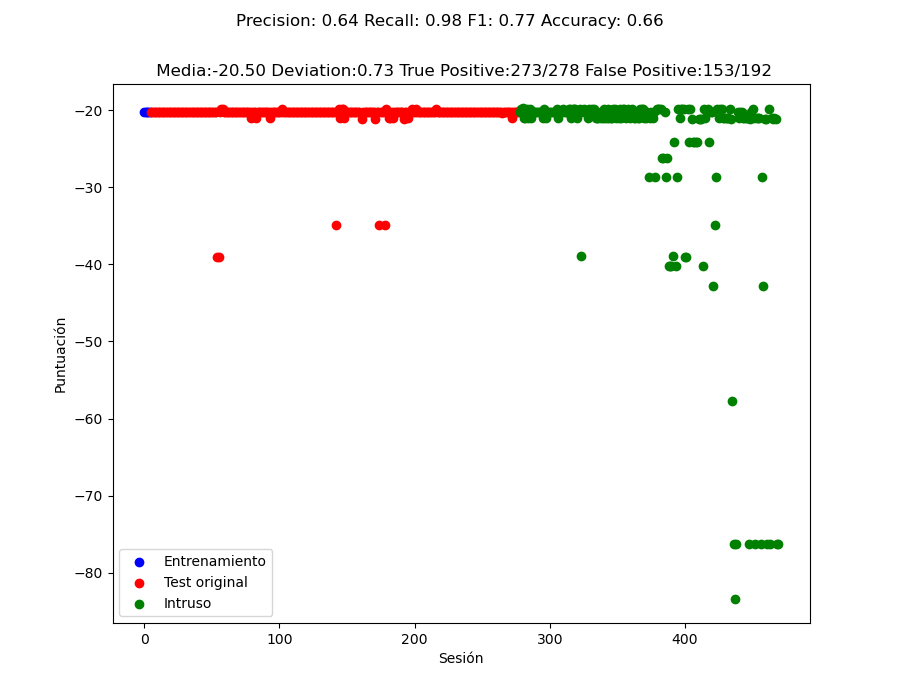 Precision: 0.64 Recall: 0.98 F1: 0.77 Accuracy: 0.66
Media:-20.50 Deviation:0.73 True Positive:273/278 False Positive:153/192
−20
−30
−40
−50
−60
−70
−80
Puntuación
Entrenamiento
Test original
Intruso
0 100 200 300 400
Sesión